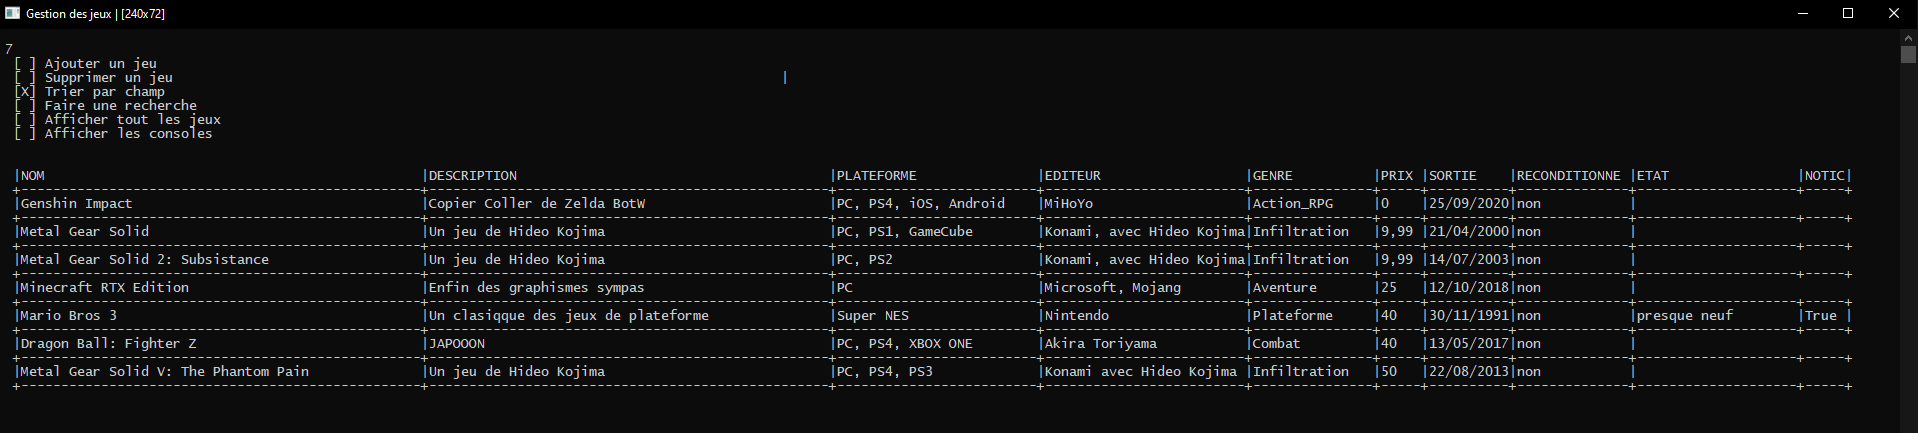 Gestion des jeux | [240x72]
7
[ ] Ajouter un jeu
[ ] Supprimer un jeu |
[X] Trier par champ
[ ] Faire une recherche
[ ] Afficher tout les jeux
[ ] Afficher les consoles
|NOM |DESCRIPTION |PLATEFORME |EDITEUR |GENRE |PRIX |SORTIE |RECONDITIONNE |ETAT |NOTIC|
|Genshin Impact |Copier Coller de Zelda BotW |PC, PS4, iOS, Android |MiHoYo |Action_RPG |0 |25/09/2020|non |
|Metal Gear Solid |Un jeu de Hideo Kojima |PC, PS1, GameCube |Konami, avec Hideo Kojima|Infiltration |9,99 |21/04/2000|non |
|Metal Gear Solid 2: Subsistance |Un jeu de Hideo Kojima |PC, PS2 |Konami, avec Hideo Kojima|Infiltration |9,99 |14/07/2003|non |
|Minecraft RTX Edition |Enfin des graphismes sympas |PC |Microsoft, Mojang |Aventure |25 |12/10/2018|non |
|Mario Bros 3 |Un clasiqque des jeux de plateforme |Super NES |Nintendo |Plateforme |40 |30/11/1991|non |presque neuf |True |
|Dragon Ball: Fighter Z |JAPOOON |PC, PS4, XBOX ONE |Akira Toriyama |Combat |40 |13/05/2017|non |
|Metal Gear Solid V: The Phantom Pain |Un jeu de Hideo Kojima |PC, PS4, PS3 |Konami avec Hideo Kojima |Infiltration |50 |22/08/2013|non |